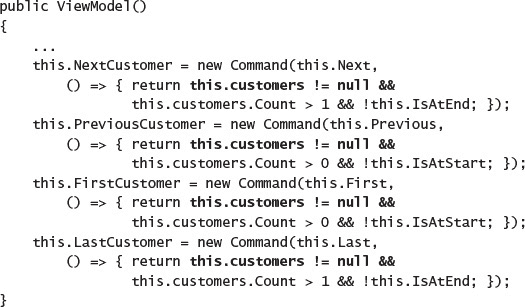 public ViewModel()
{
    ...
    this.NextCustomer = new Command(this.Next,
        () => { return this.customers != null &&
                this.customers.Count > 1 && !this.IsAtEnd; });
    this.PreviousCustomer = new Command(this.Previous,
        () => { return this.customers != null &&
                this.customers.Count > 0 && !this.IsAtStart; });
    this.FirstCustomer = new Command(this.First,
        () => { return this.customers != null &&
                this.customers.Count > 0 && !this.IsAtStart; });
    this.LastCustomer = new Command(this.Last,
        () => { return this.customers != null &&
                this.customers.Count > 1 && !this.IsAtEnd; });
}